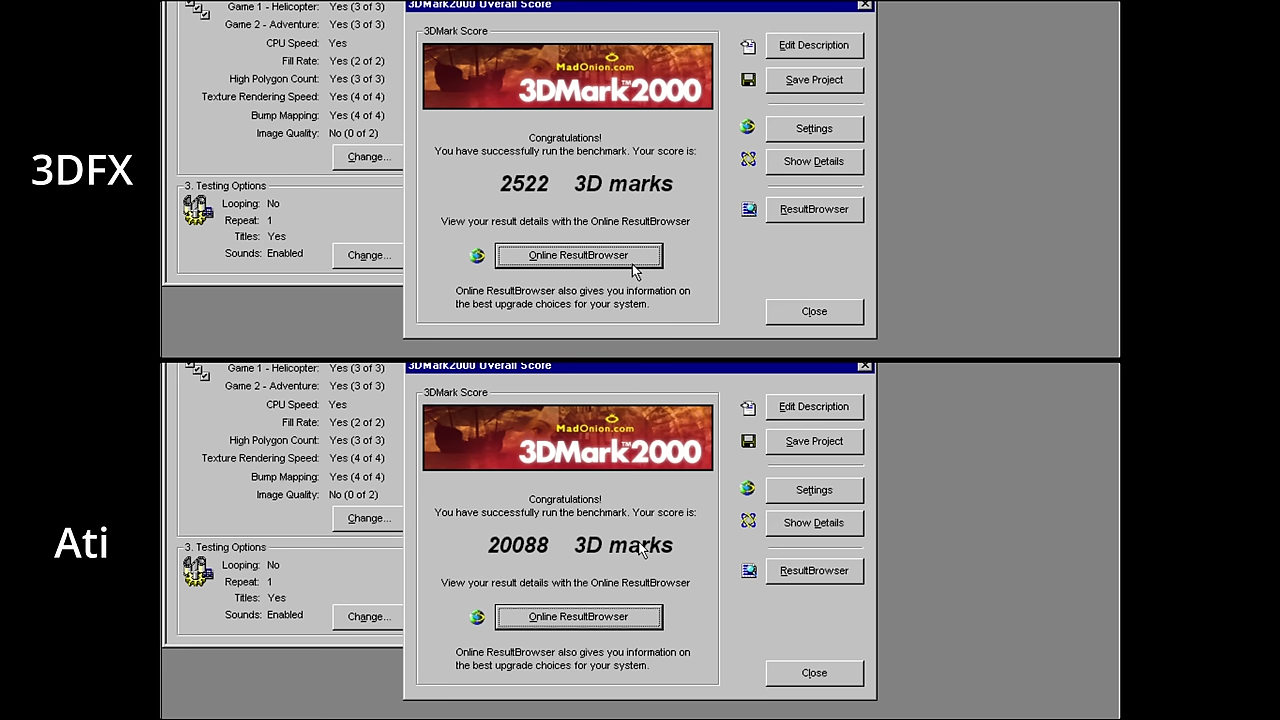 3DMark2000 Overall Score
Game 1 - Helicopter: Yes (3 of 3)
Game 2 - Adventure: Yes (3 of 3)
CPU Speed: Yes
Fill Rate: Yes (2 of 2)
High Polygon Count: Yes (3 of 3)
Texture Rendering Speed: Yes (4 of 4)
Bump Mapping: Yes (4 of 4)
Image Quality: No (0 of 2)
Change...
3. Testing Options
Looping: No
Repeat: 1
Titles: Yes
Sounds: Enabled
Change...
3DMark Score
MadOnion.com
3DMark™2000
Congratulations!
You have successfully run the benchmark. Your score is:
2522 3D marks
View your result details with the Online ResultBrowser
Online ResultBrowser
Online ResultBrowser also gives you information on
the best upgrade choices for your system.
Edit Description
Save Project
Settings
Show Details
ResultBrowser
Close
3DFX
3DMark2000 Overall Score
Game 1 - Helicopter: Yes (3 of 3)
Game 2 - Adventure: Yes (3 of 3)
CPU Speed: Yes
Fill Rate: Yes (2 of 2)
High Polygon Count: Yes (3 of 3)
Texture Rendering Speed: Yes (4 of 4)
Bump Mapping: Yes (4 of 4)
Image Quality: No (0 of 2)
Change...
3. Testing Options
Looping: No
Repeat: 1
Titles: Yes
Sounds: Enabled
Change...
3DMark Score
MadOnion.com
3DMark™2000
Congratulations!
You have successfully run the benchmark. Your score is:
20088 3D marks
View your result details with the Online ResultBrowser
Online ResultBrowser
Online ResultBrowser also gives you information on
the best upgrade choices for your system.
Edit Description
Save Project
Settings
Show Details
ResultBrowser
Close
Ati